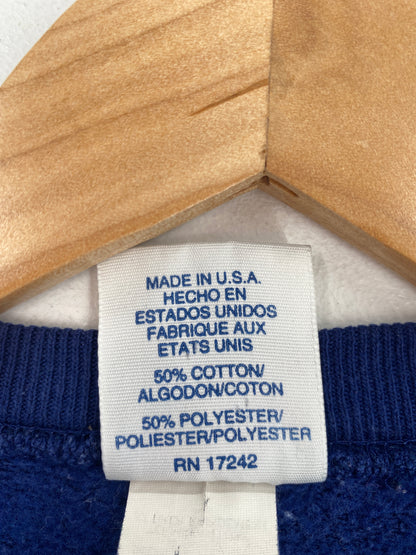 MADE IN U.S.A.
HECHO EN
ESTADOS UNIDOS
FABRIQUE AUX
ETATS UNIS
50% COTTON/
ALGODON/COTON
50% POLYESTER/
POLIESTER/POLYESTER
RN 17242